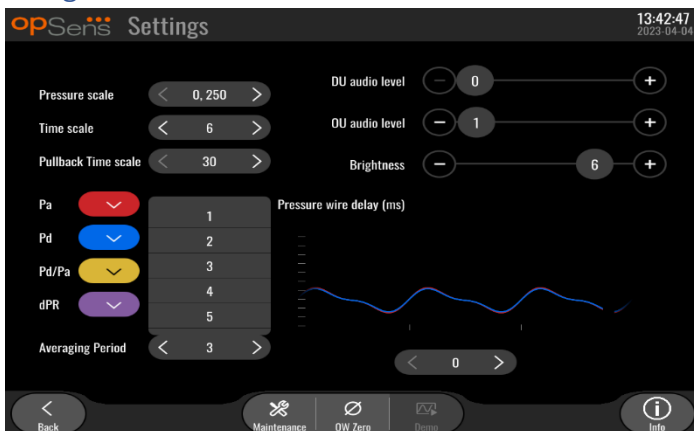 opSens Settings
13:42:47
2023-04-04
Pressure scale 0, 250
Time scale 6
Pullback Time scale 30
DU audio level 0
OU audio level 1
Brightness 6
Pa
Pd
Pd/Pa
dPR
1
2
3
4
5
Averaging Period 3
Pressure wire delay (ms)
0
Back
Maintenance
OW Zero
Demo
Info